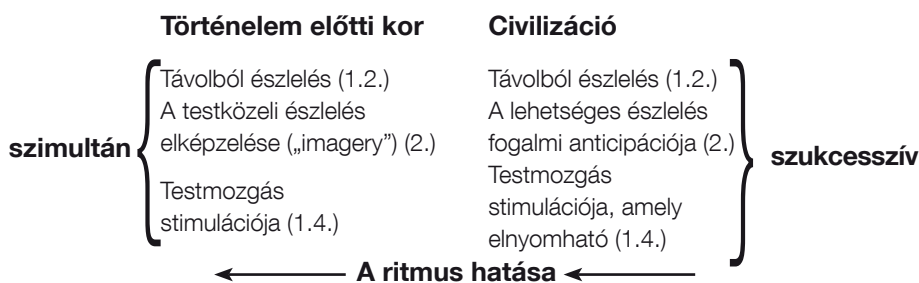 Történelem előtti kor
Civilizáció
szimultán
Távolból észlelés (1.2.)
A testközeli észlelés
elképzelése („imagery”) (2.)
Testmozgás
stimulációja (1.4.)
Távolból észlelés (1.2.)
A lehetséges észlelés
fogalmi anticipációja (2.)
Testmozgás
stimulációja, amely
elnyomható (1.4.)
szukcesszív
A ritmus hatása